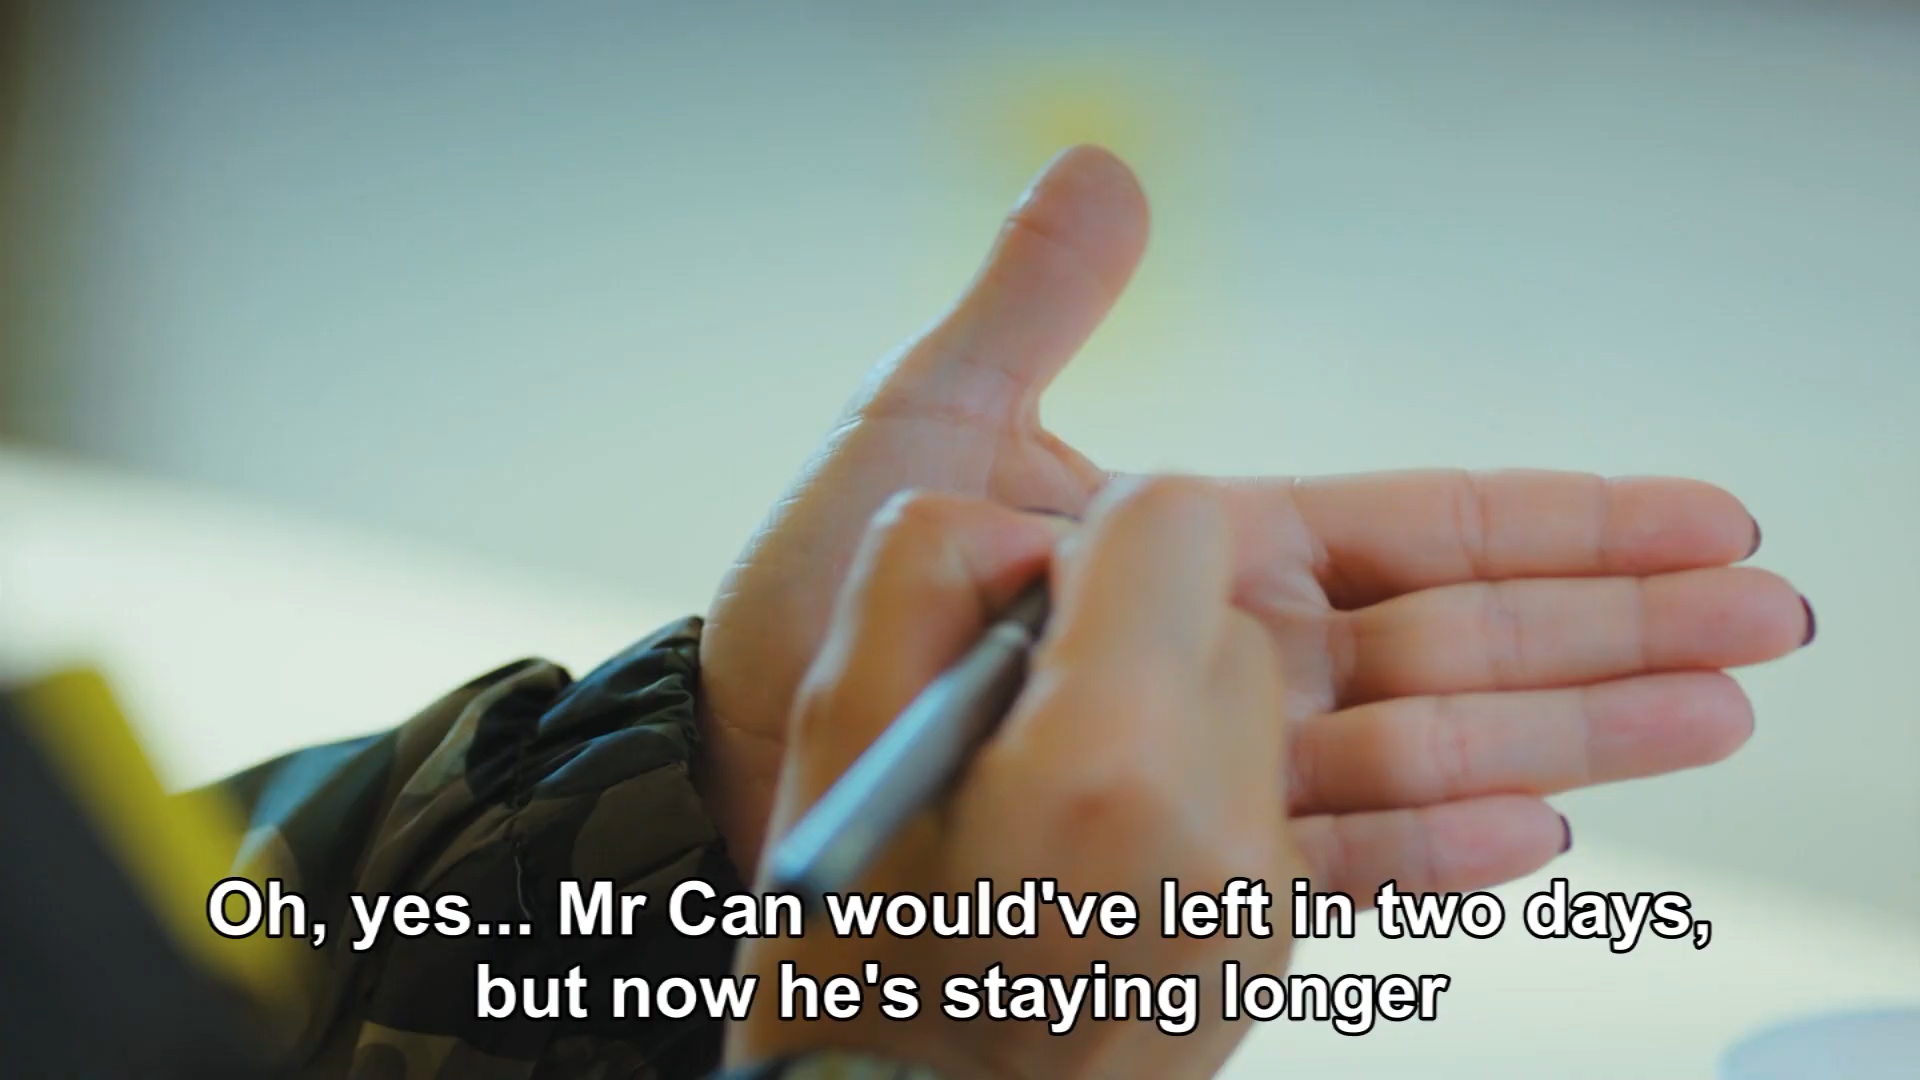 Oh, yes... Mr Can would've left in two days,
but now he's staying longer